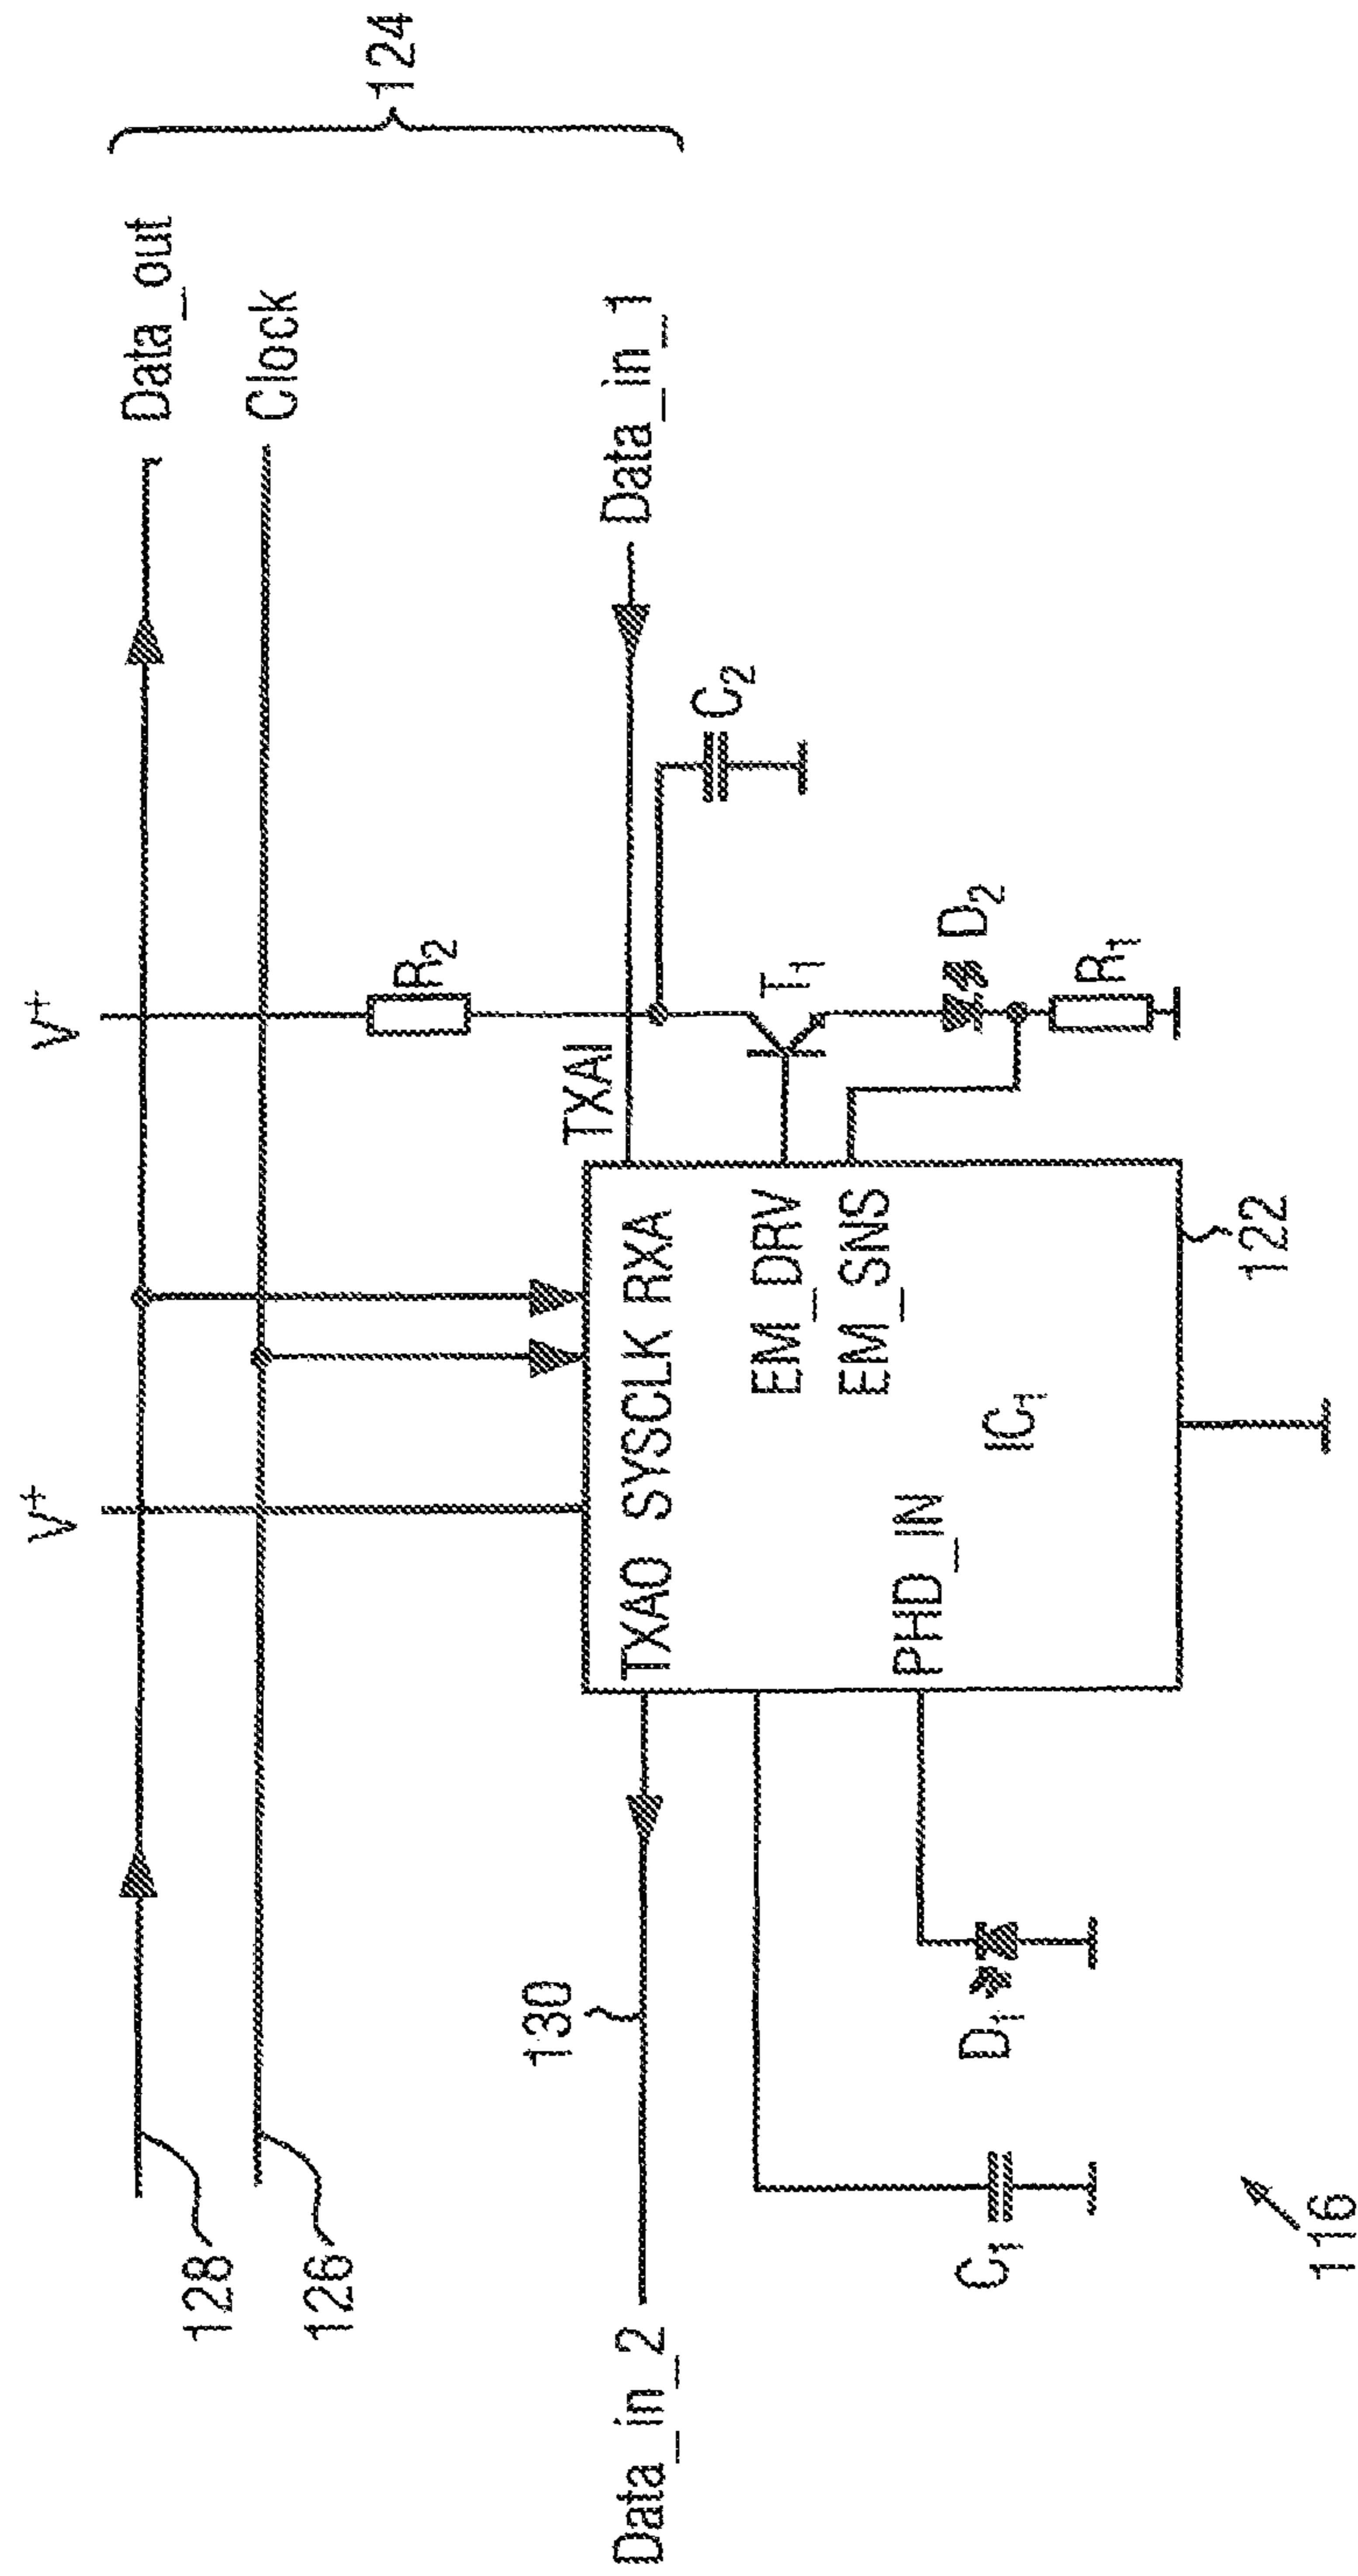 124
Data_out
Clock
Data_in_1
V+
V+
R2
C2
TXAI
T1
D2
R1
TXAO SYSCLK RXA
EM_DRV
EM_SNS
PHD_IN
IC1
122
130
128
126
Data_in_2
D1
C1
116